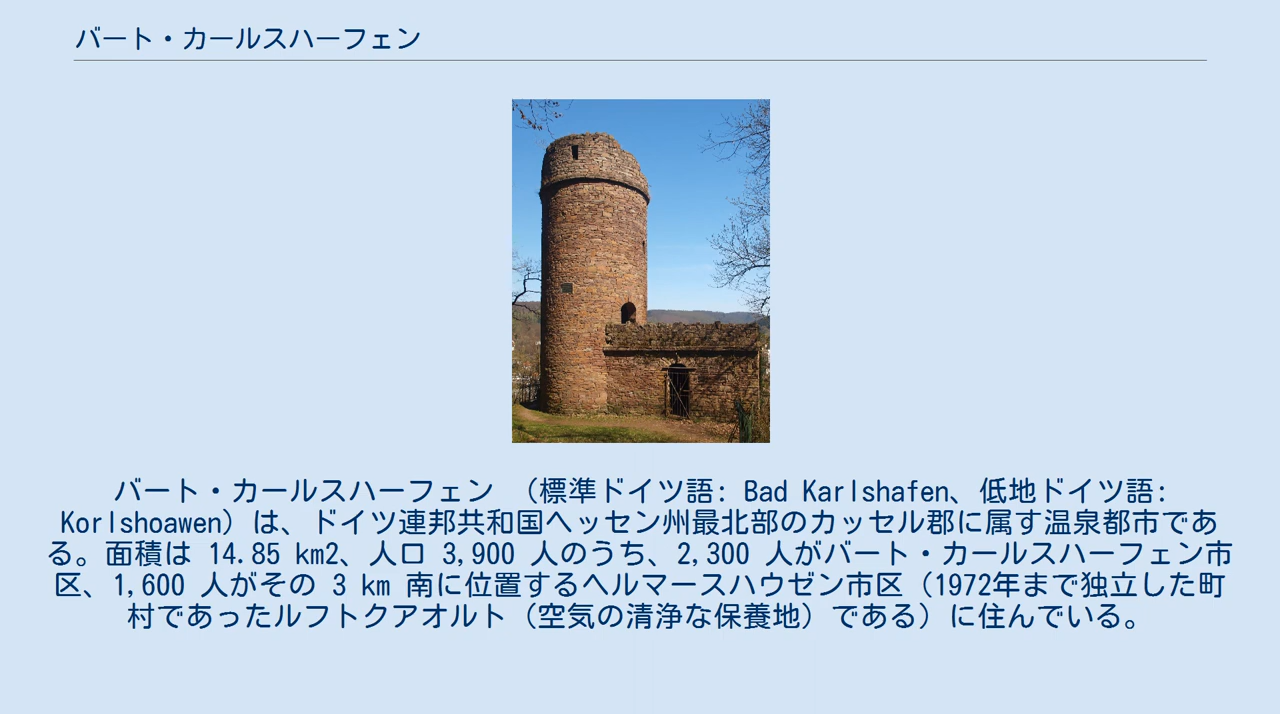 バート・カールスハーフェン
バート・カールスハーフェン （標準ドイツ語: Bad Karlshafen、低地ドイツ語:
Korlshoawen）は、ドイツ連邦共和国ヘッセン州最北部のカッセル郡に属す温泉都市であ
る。面積は 14.85 km2、人口 3,900 人のうち、2,300 人がバート・カールスハーフェン市
区、1,600 人がその 3 km 南に位置するヘルマースハウゼン市区（1972年まで独立した町
村であったルフトクアオルト（空気の清浄な保養地）である）に住んでいる。